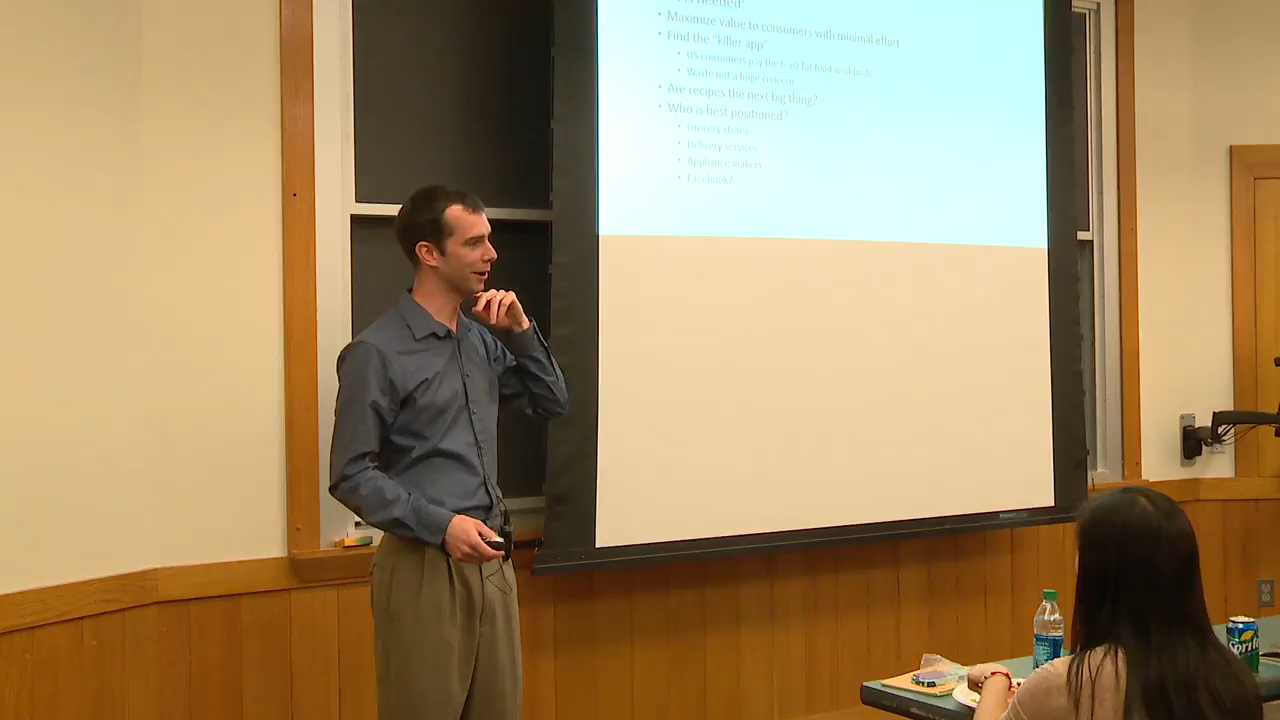 needed:
• Maximize value to consumers with minimal effort
• Find the "killer app"
• US consumers pay the least for food worldwide
• Waste not a huge concern
• Are recipes the next big thing?
• Who is best positioned?
• Grocery stores
• Delivery services
• Appliance makers
• Facebook?
Sprite